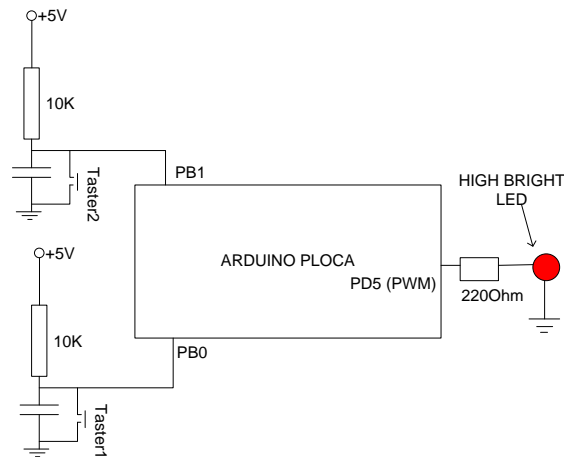 +5V
10K
Taster2
PB1
HIGH BRIGHT
LED
ARDUINO PLOCA
PD5 (PWM)
220Ohm
+5V
10K
PB0
Taster1